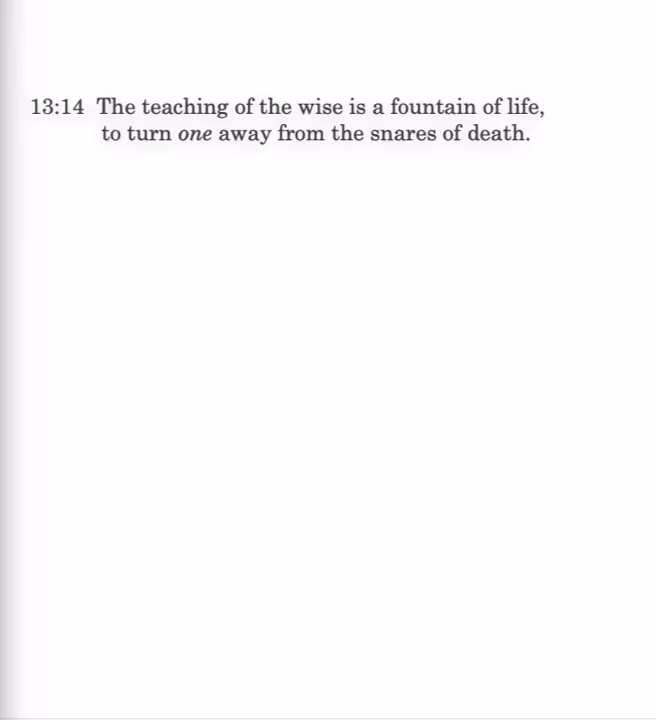 13:14 The teaching of the wise is a fountain of life,
to turn one away from the snares of death.